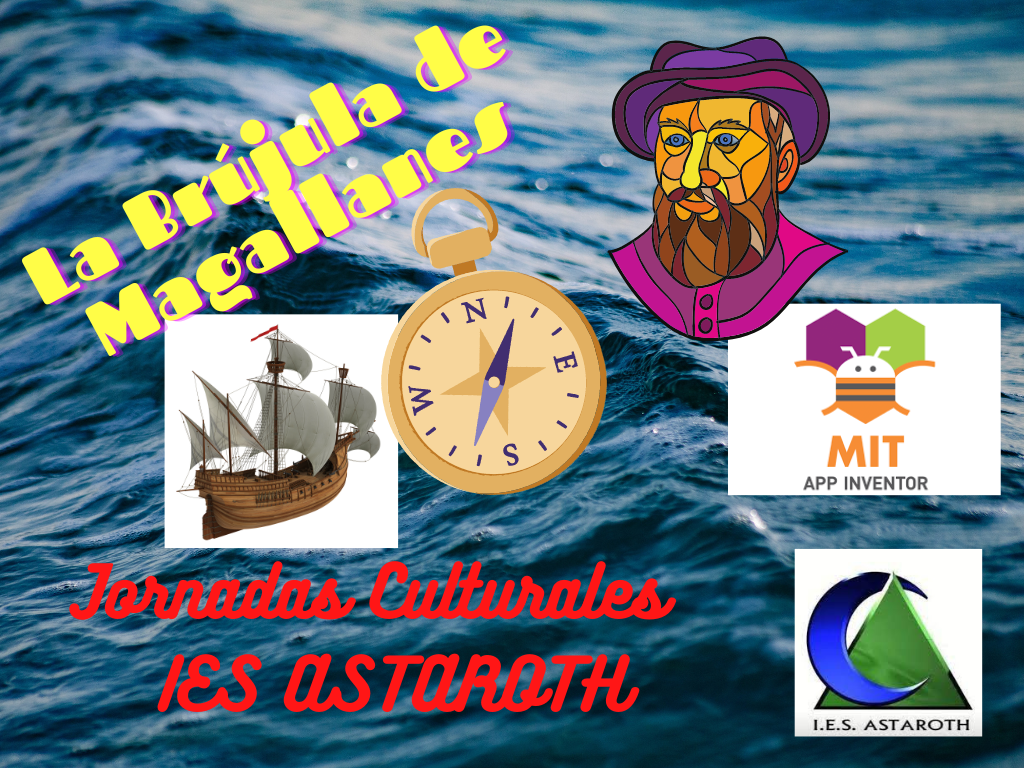 La Brújula de
Magallanes
N
E
S
W
MIT
APP INVENTOR
Jornadas Culturales
IES ASTAROTH
I.E.S. ASTAROTH